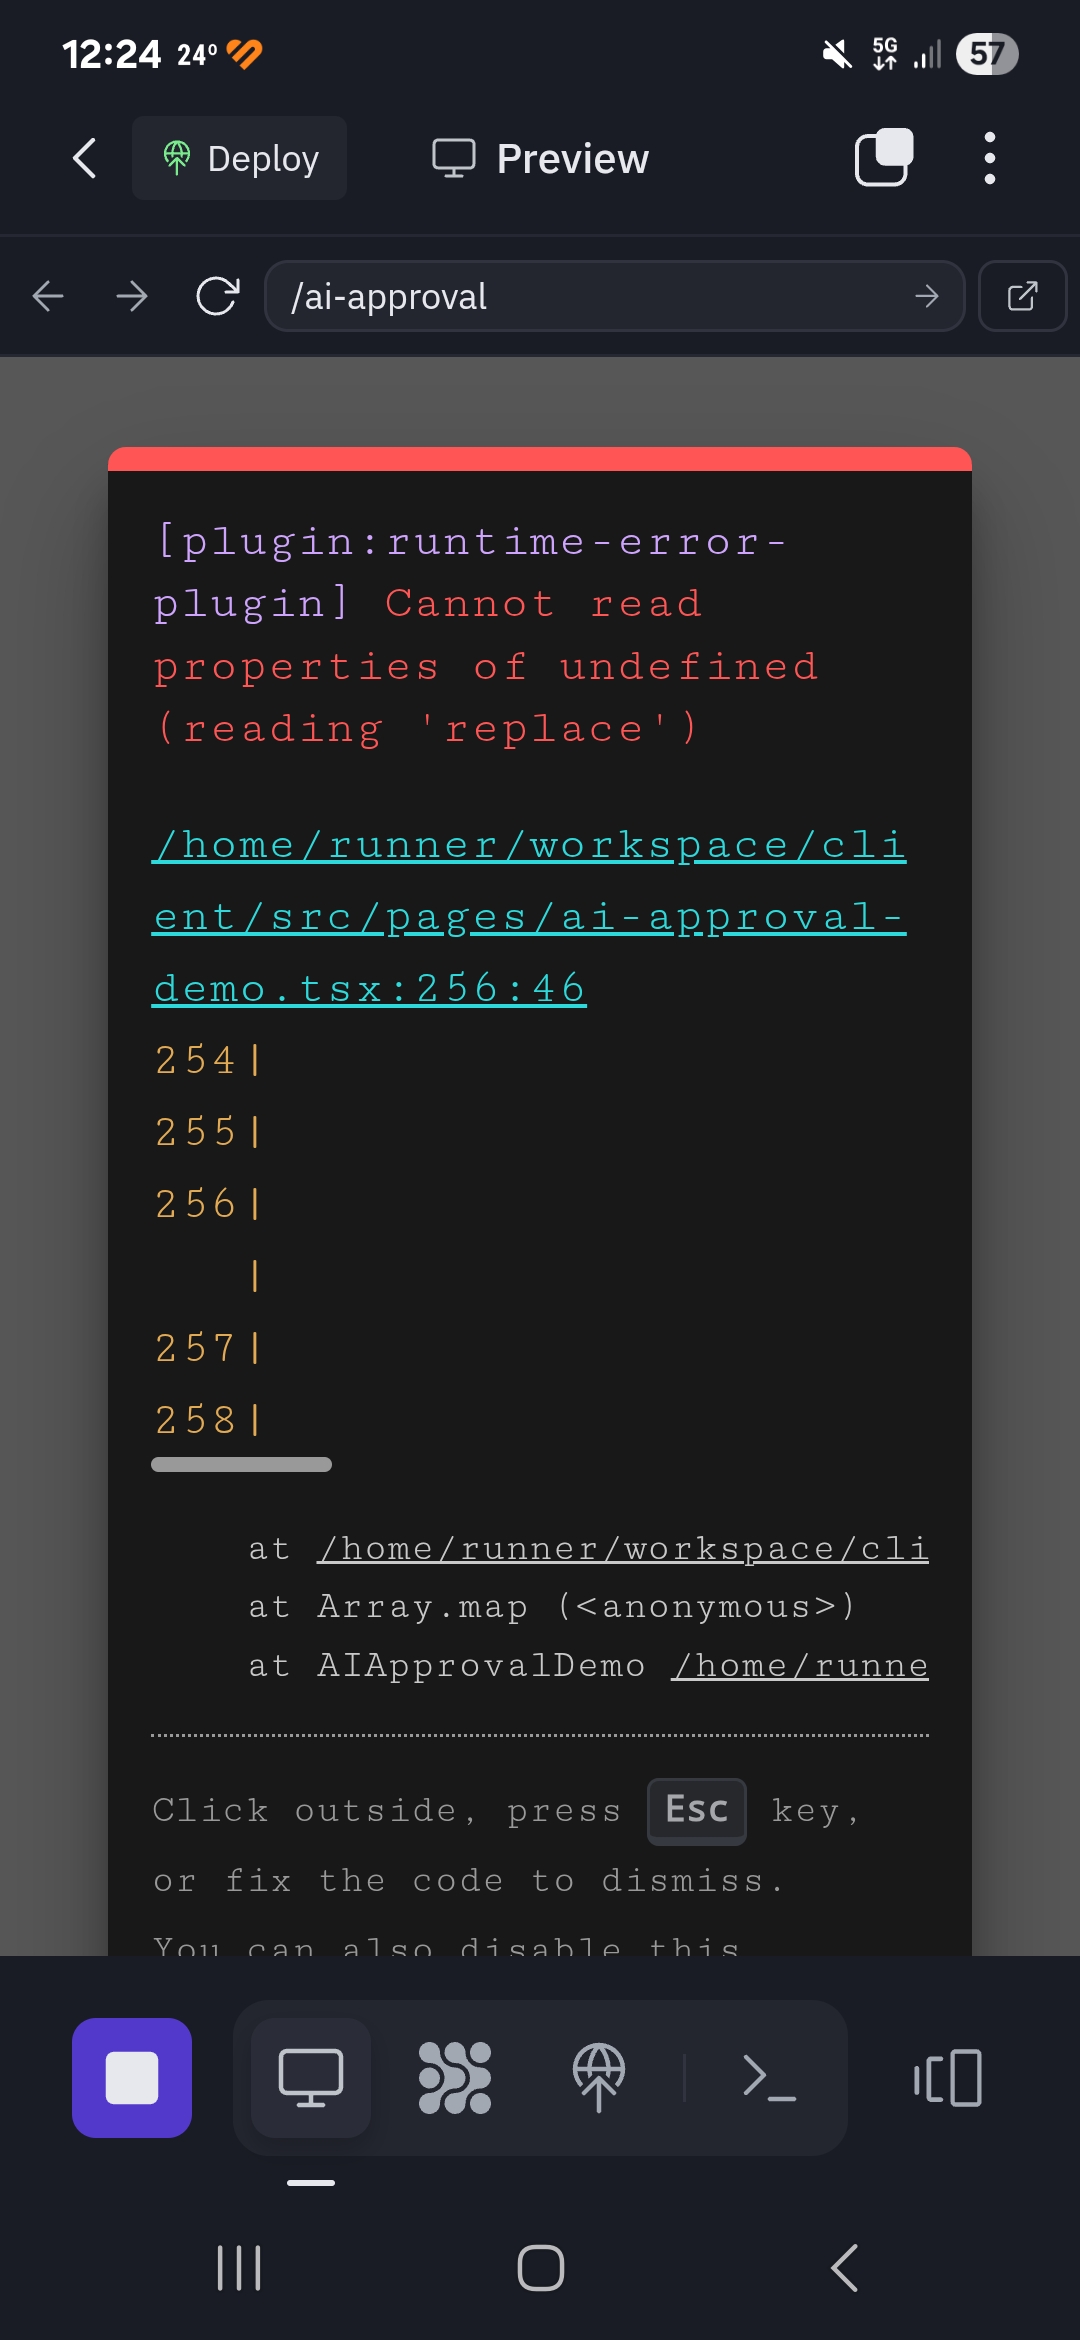 12:24 24° 5G 57
Deploy Preview
/ai-approval
[plugin:runtime-error-
plugin] Cannot read
properties of undefined
(reading 'replace')
/home/runner/workspace/cli
ent/src/pages/ai-approval-
demo.tsx:256:46
254|
255|
256|
|
257|
258|
at /home/runner/workspace/cli
at Array.map (<anonymous>)
at AIApprovalDemo /home/runne
Click outside, press Esc key,
or fix the code to dismiss.
You can also disable this